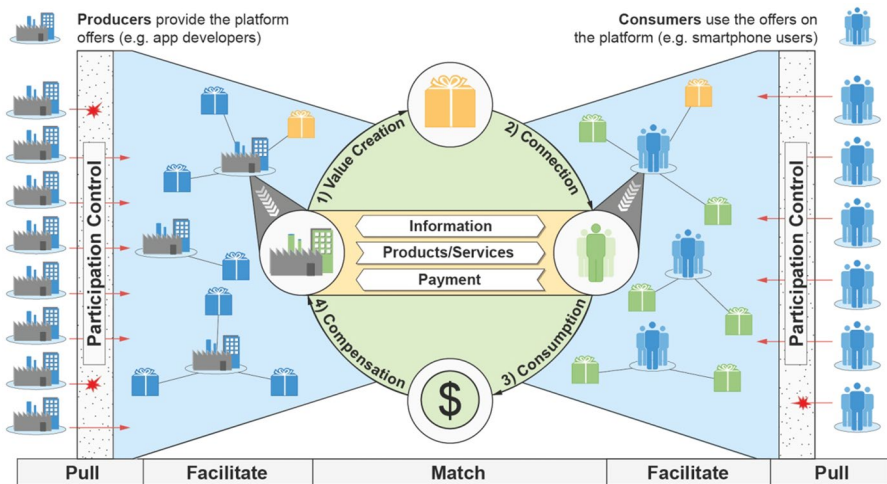 Producers provide the platform
offers (e.g. app developers)
Consumers use the offers on
the platform (e.g. smartphone users)
Participation Control
1) Value Creation
2) Connection
Information
Products/Services
Payment
4) Compensation
3) Consumption
$
Participation Control
Pull
Facilitate
Match
Facilitate
Pull